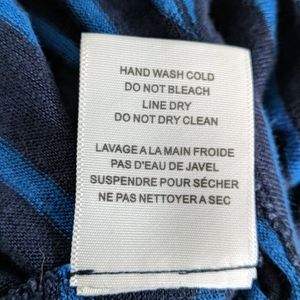 HAND WASH COLD
DO NOT BLEACH
LINE DRY
DO NOT DRY CLEAN
LAVAGE A LA MAIN FROIDE
PAS D'EAU DE JAVEL
SUSPENDRE POUR SÉCHER
NE PAS NETTOYER A SEC